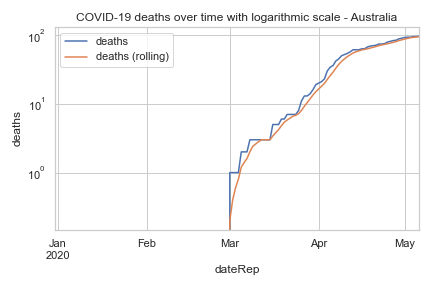 COVID-19 deaths over time with logarithmic scale - Australia
deaths
deaths (rolling)
10²
10¹
10⁰
deaths
Jan Feb Mar Apr May
2020
dateRep